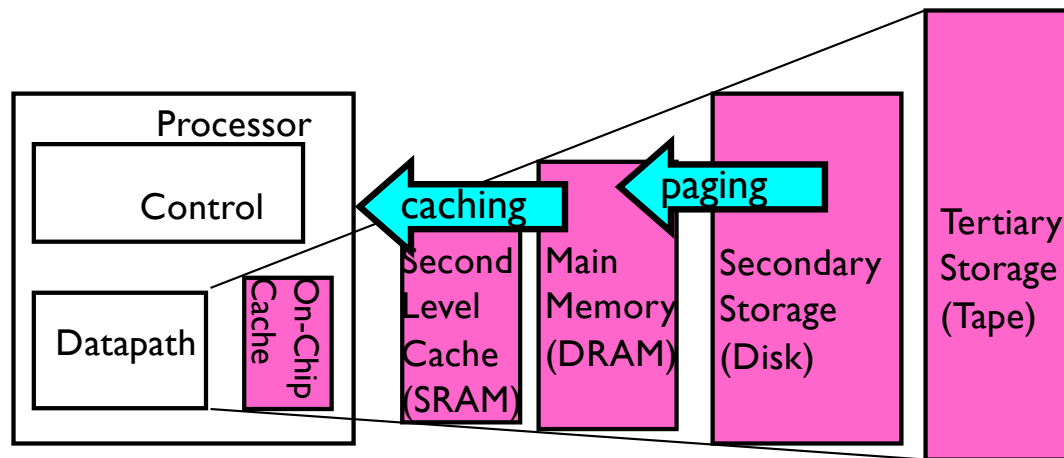 Processor
Control
Datapath
On-Chip
Cache
caching
Second
Level
Cache
(SRAM)
paging
Main
Memory
(DRAM)
Secondary
Storage
(Disk)
Tertiary
Storage
(Tape)